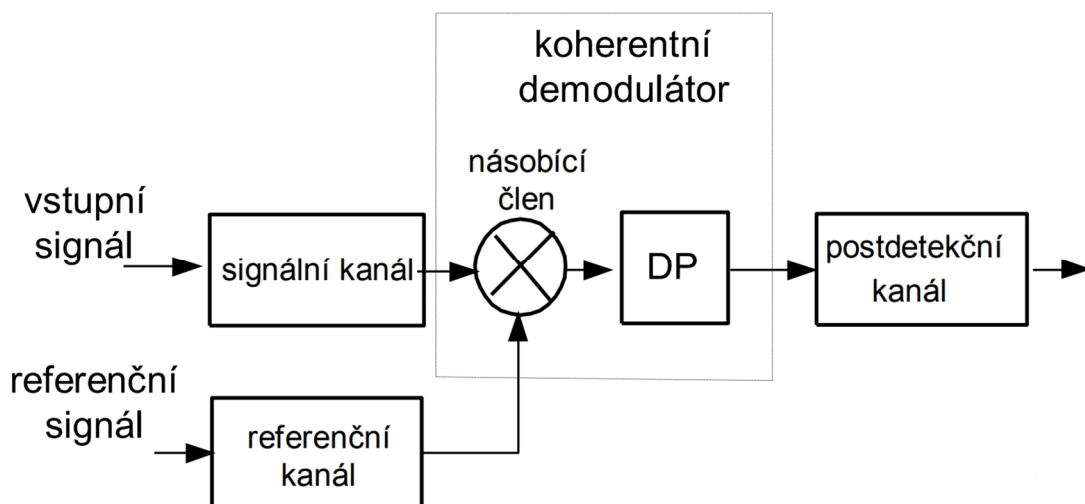 koherentní
demodulátor
násobící
člen
vstupní
signál
signální kanál
DP
postdetekční
kanál
referenční
signál
referenční
kanál